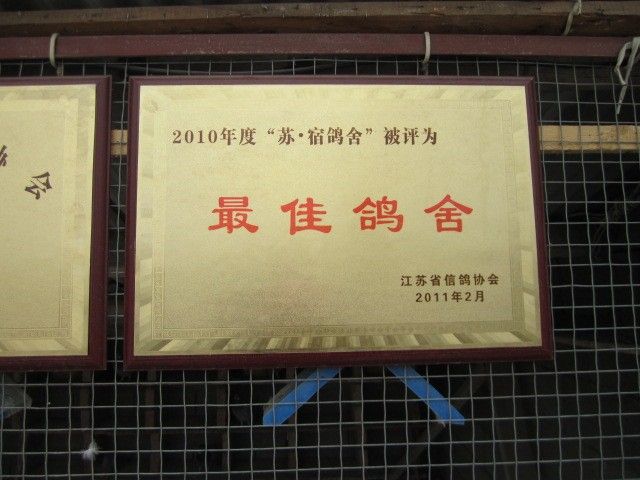 会
2010年度“苏·宿鸽舍”被评为
最佳鸽舍
江苏省信鸽协会
2011年2月